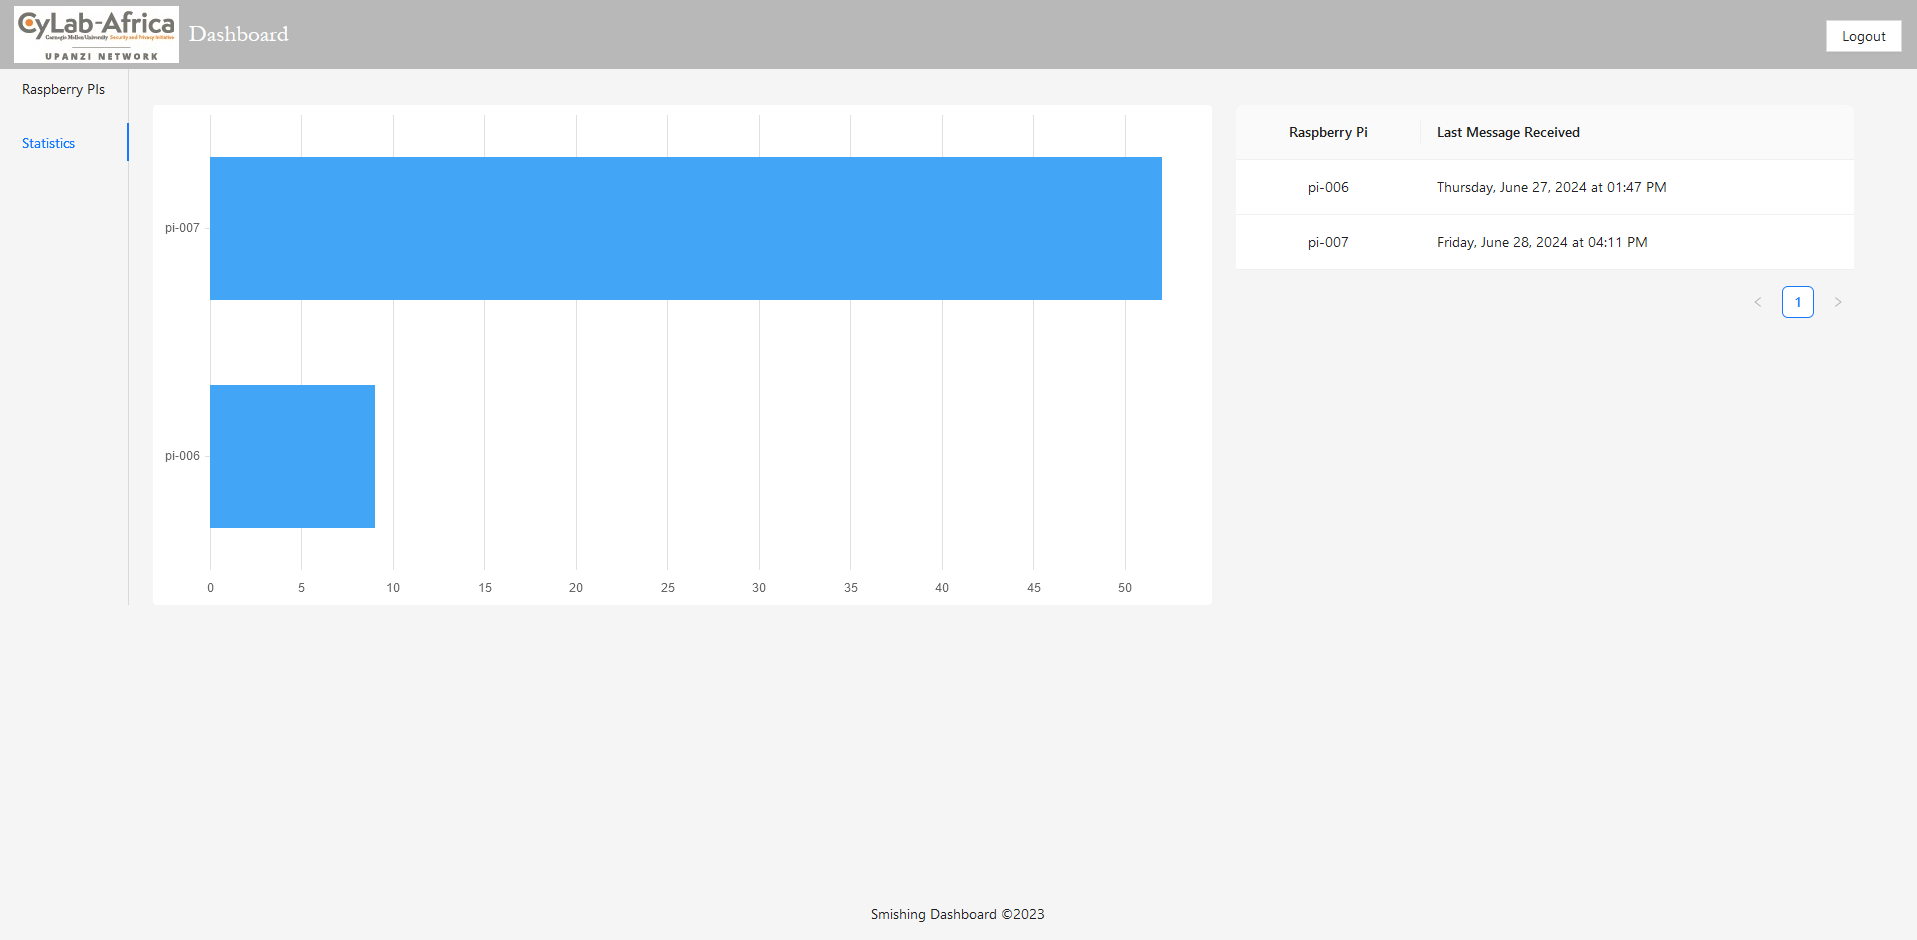 CyLab-Africa
Carnegie Mellon University Security and Privacy Initiative
UPANZI NETWORK
Dashboard
Logout
Raspberry PIs
Statistics
pi-007
pi-006
0 5 10 15 20 25 30 35 40 45 50
Raspberry Pi Last Message Received
pi-006 Thursday, June 27, 2024 at 01:47 PM
pi-007 Friday, June 28, 2024 at 04:11 PM
< 1 >
Smishing Dashboard ©2023